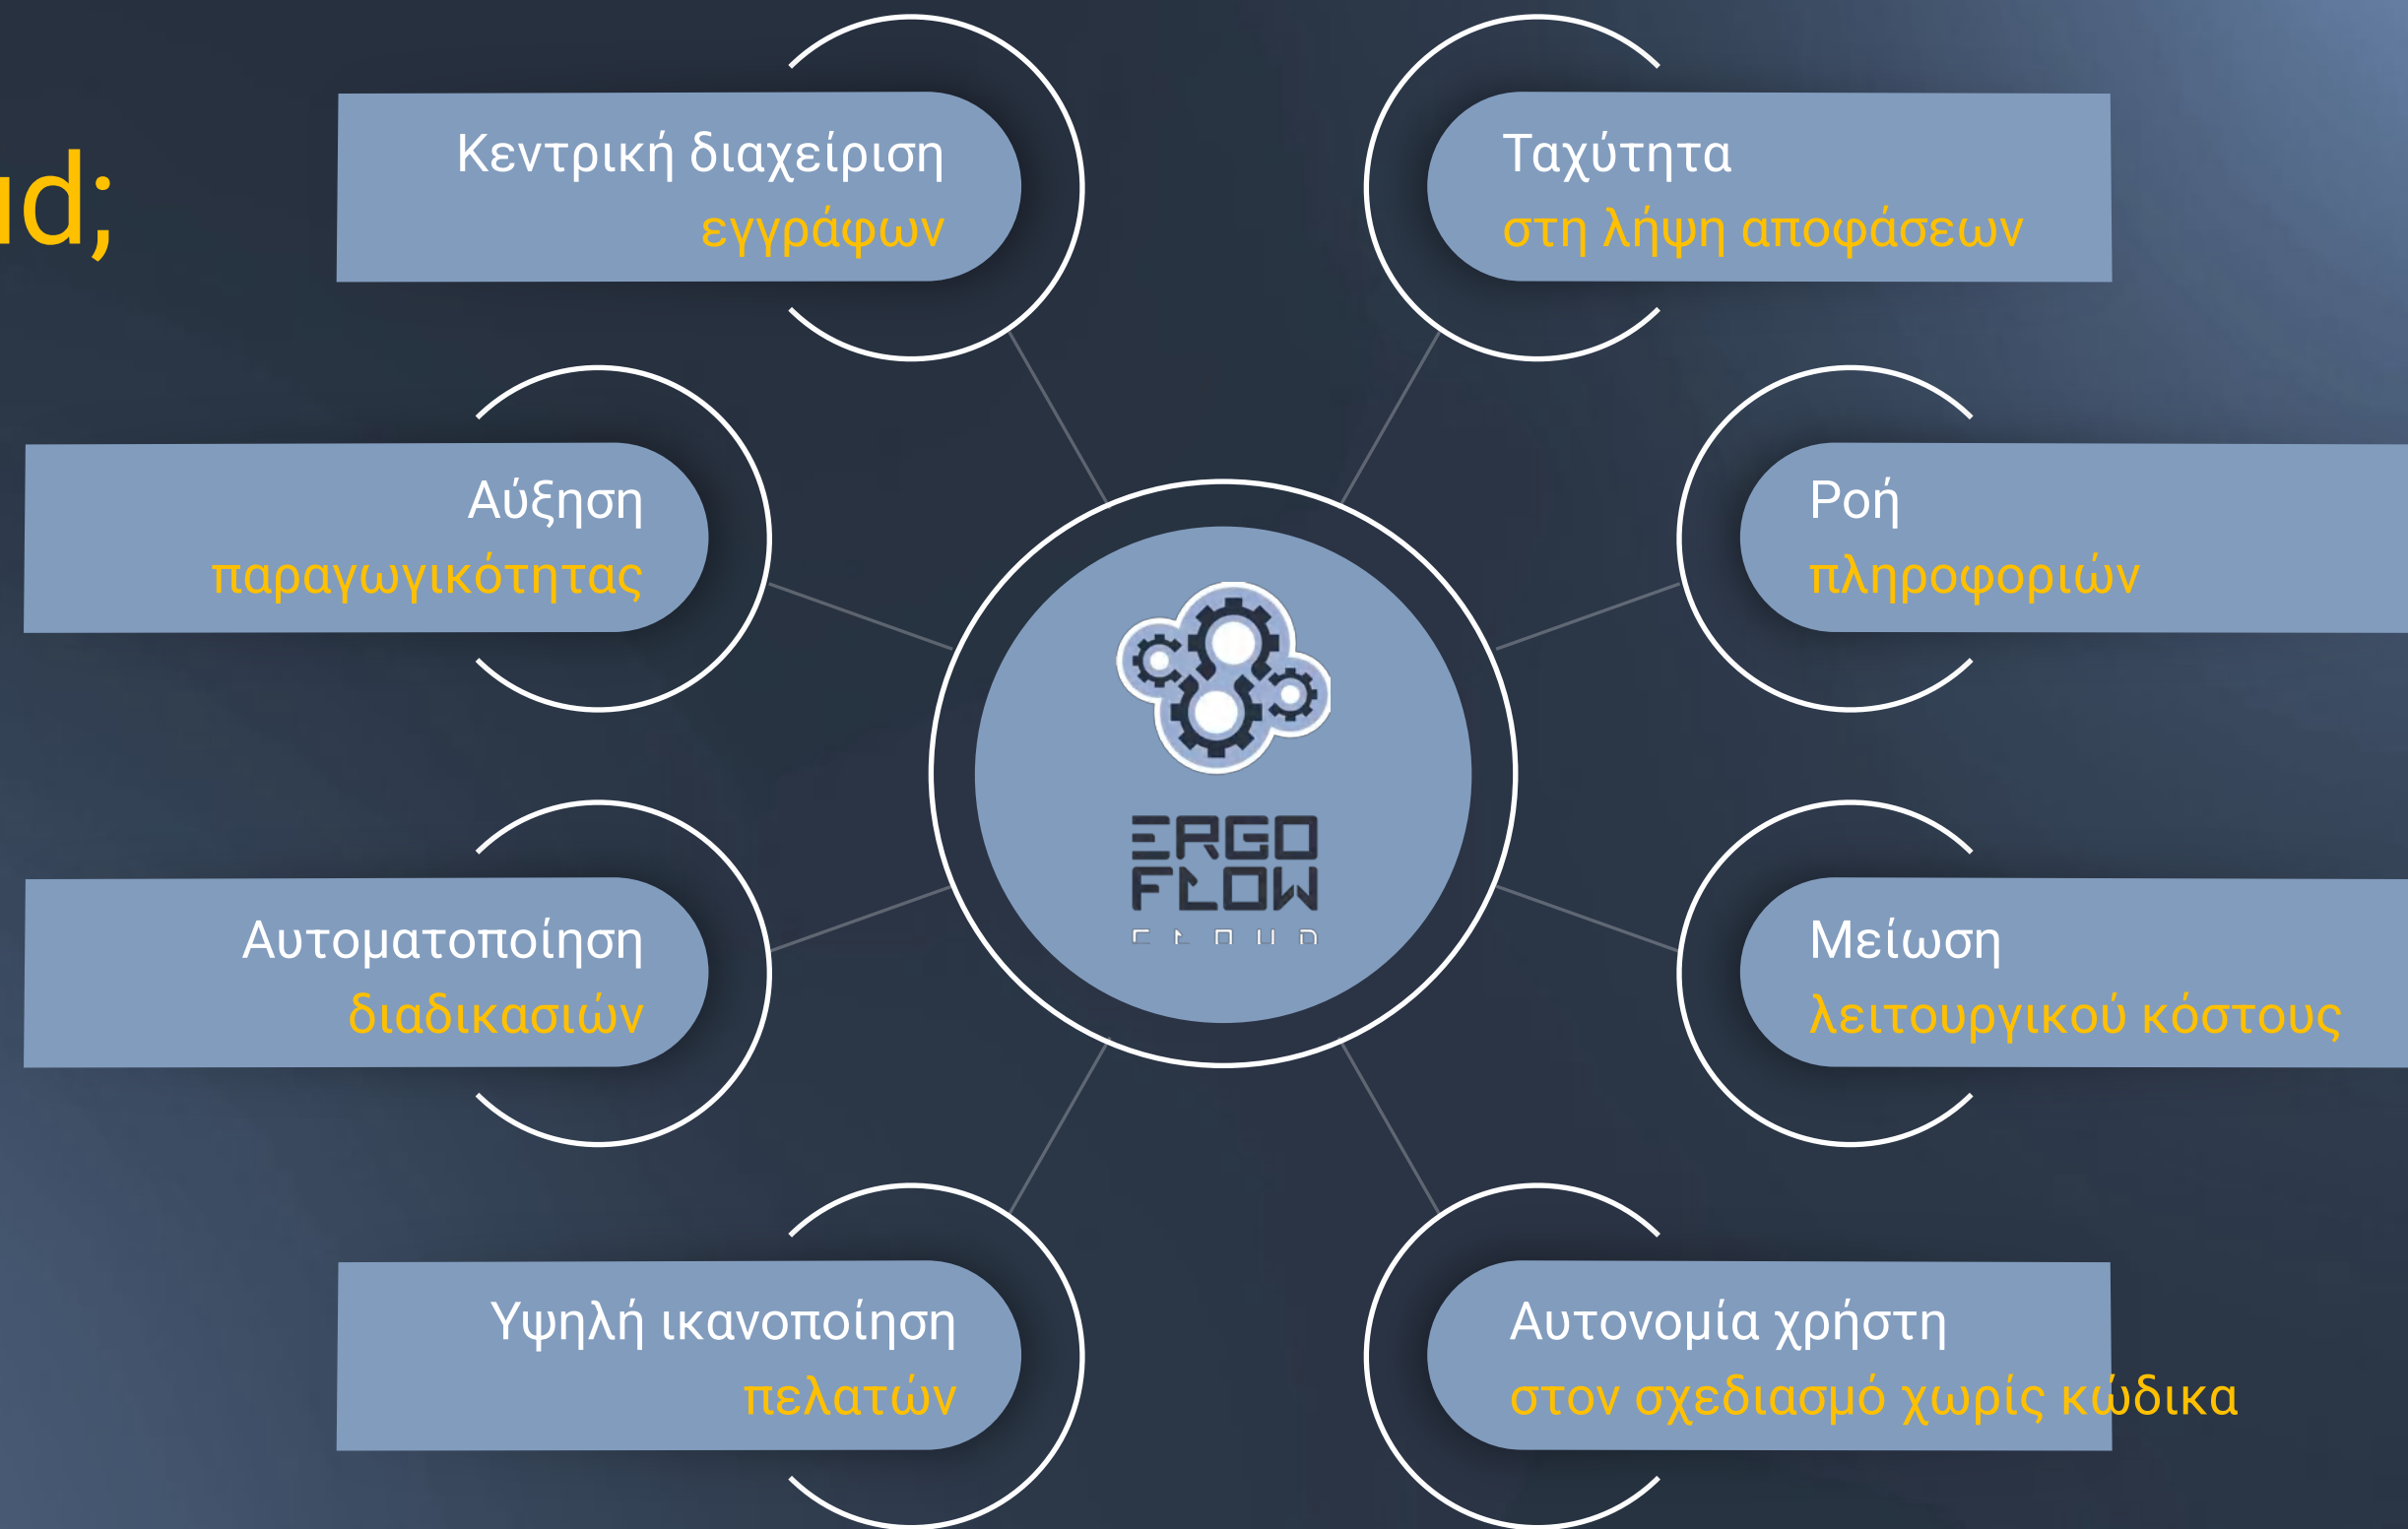 ud;
Κεντρική διαχείριση
εγγράφων
Ταχύτητα
στη λήψη αποφάσεων
Αύξηση
παραγωγικότητας
Ροή
πληροφοριών
ERGO
FLOW
CLOUD
Αυτοματοποίηση
διαδικασιών
Μείωση
λειτουργικού κόστους
Υψηλή ικανοποίηση
πελατών
Αυτονομία χρήστη
στον σχεδιασμό χωρίς κώδικα